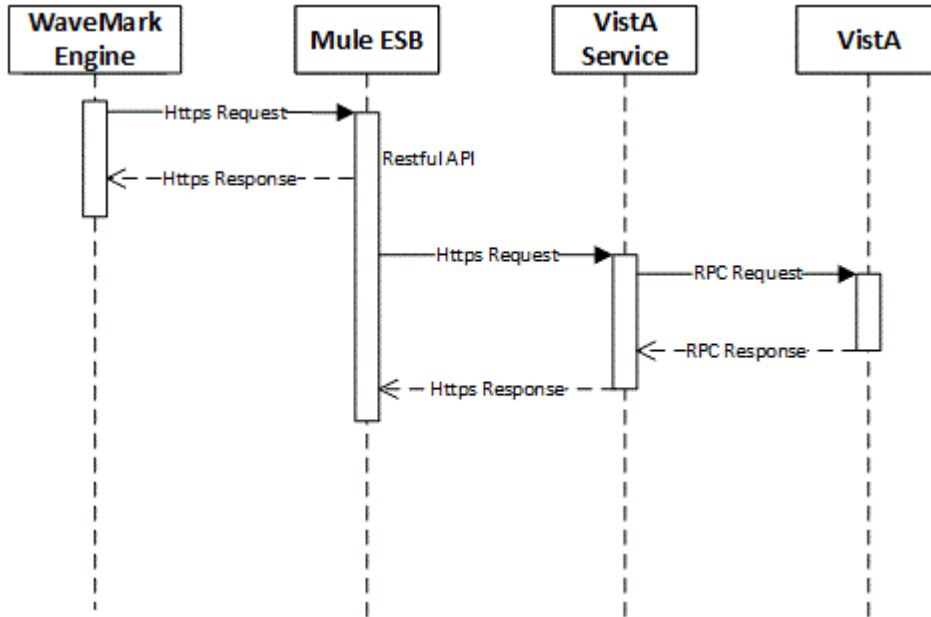 WaveMark
Engine
Mule ESB
VistA
Service
VistA
Https Request
Restful API
Https Response
Https Request
RPC Request
RPC Response
Https Response